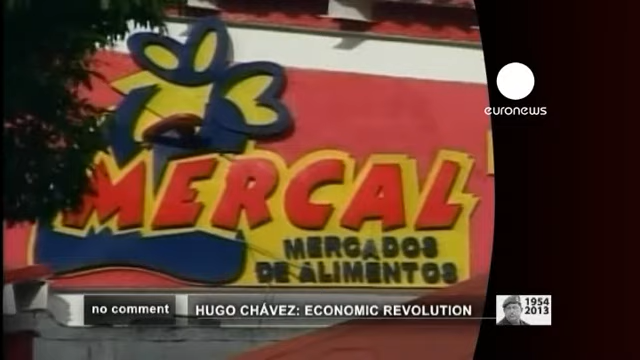 MERCAL
MERCADOS
DE ALIMENTOS
euronews
no comment
HUGO CHÁVEZ: ECONOMIC REVOLUTION
1954
2013